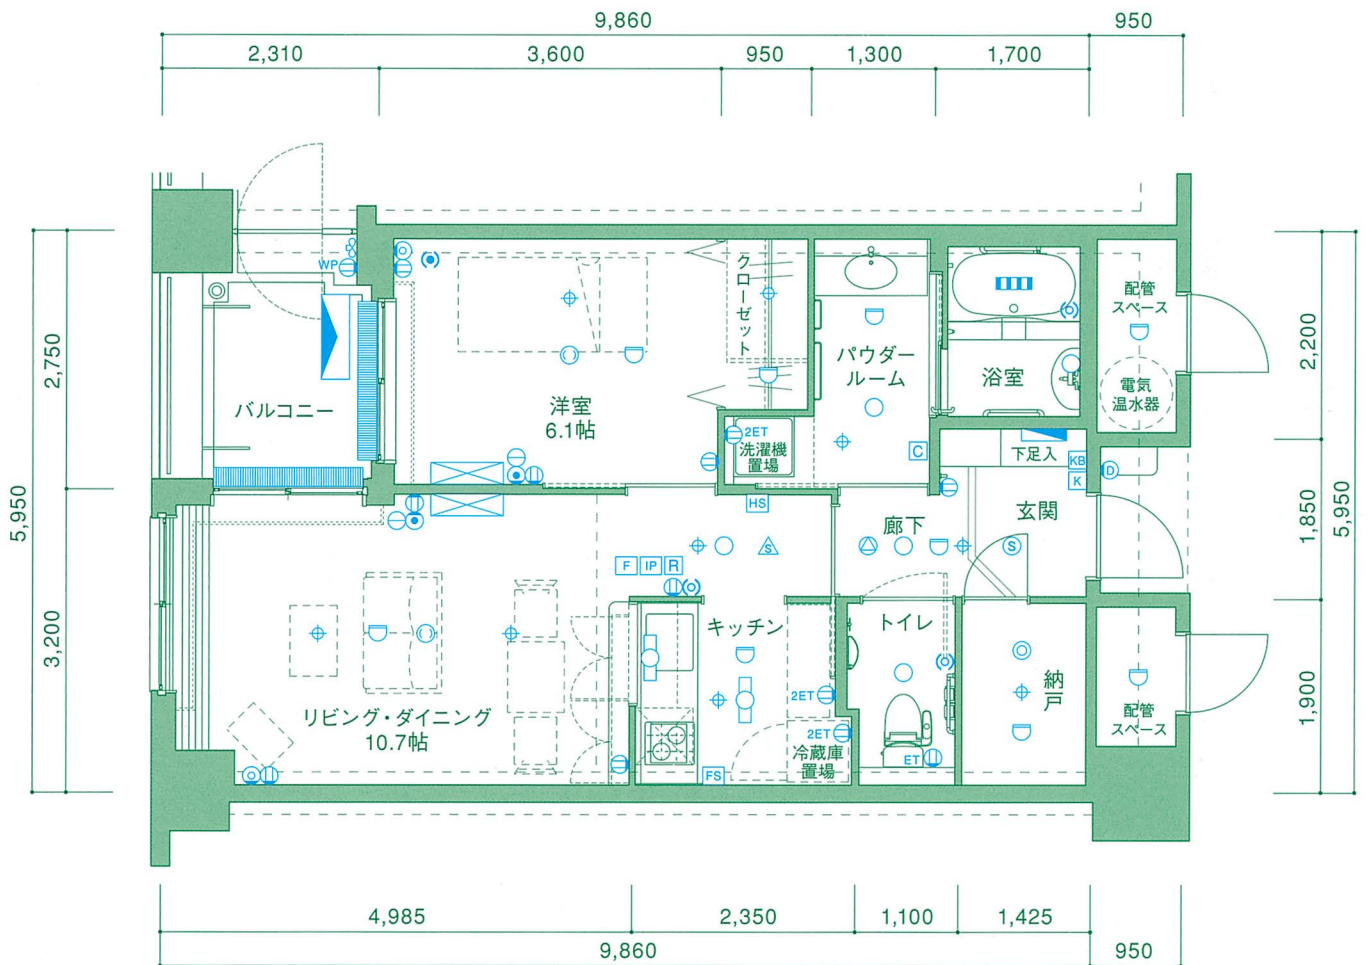 9,860
950
2,310
3,600
950
1,300
1,700
WP
クローゼット
配管
スペース
パウダー
ルーム
浴室
電気
温水器
バルコニー
洋室
6.1帖
2ET
洗濯機
置場
C
下足入
KB
K
D
HS
廊下
玄関
S
S
F
IP
R
キッチン
トイレ
納戸
2ET
リビング・ダイニング
10.7帖
2ET
冷蔵庫
置場
ET
FS
配管
スペース
5,950
2,750
3,200
2,200
1,850
1,900
5,950
4,985
2,350
1,100
1,425
9,860
950